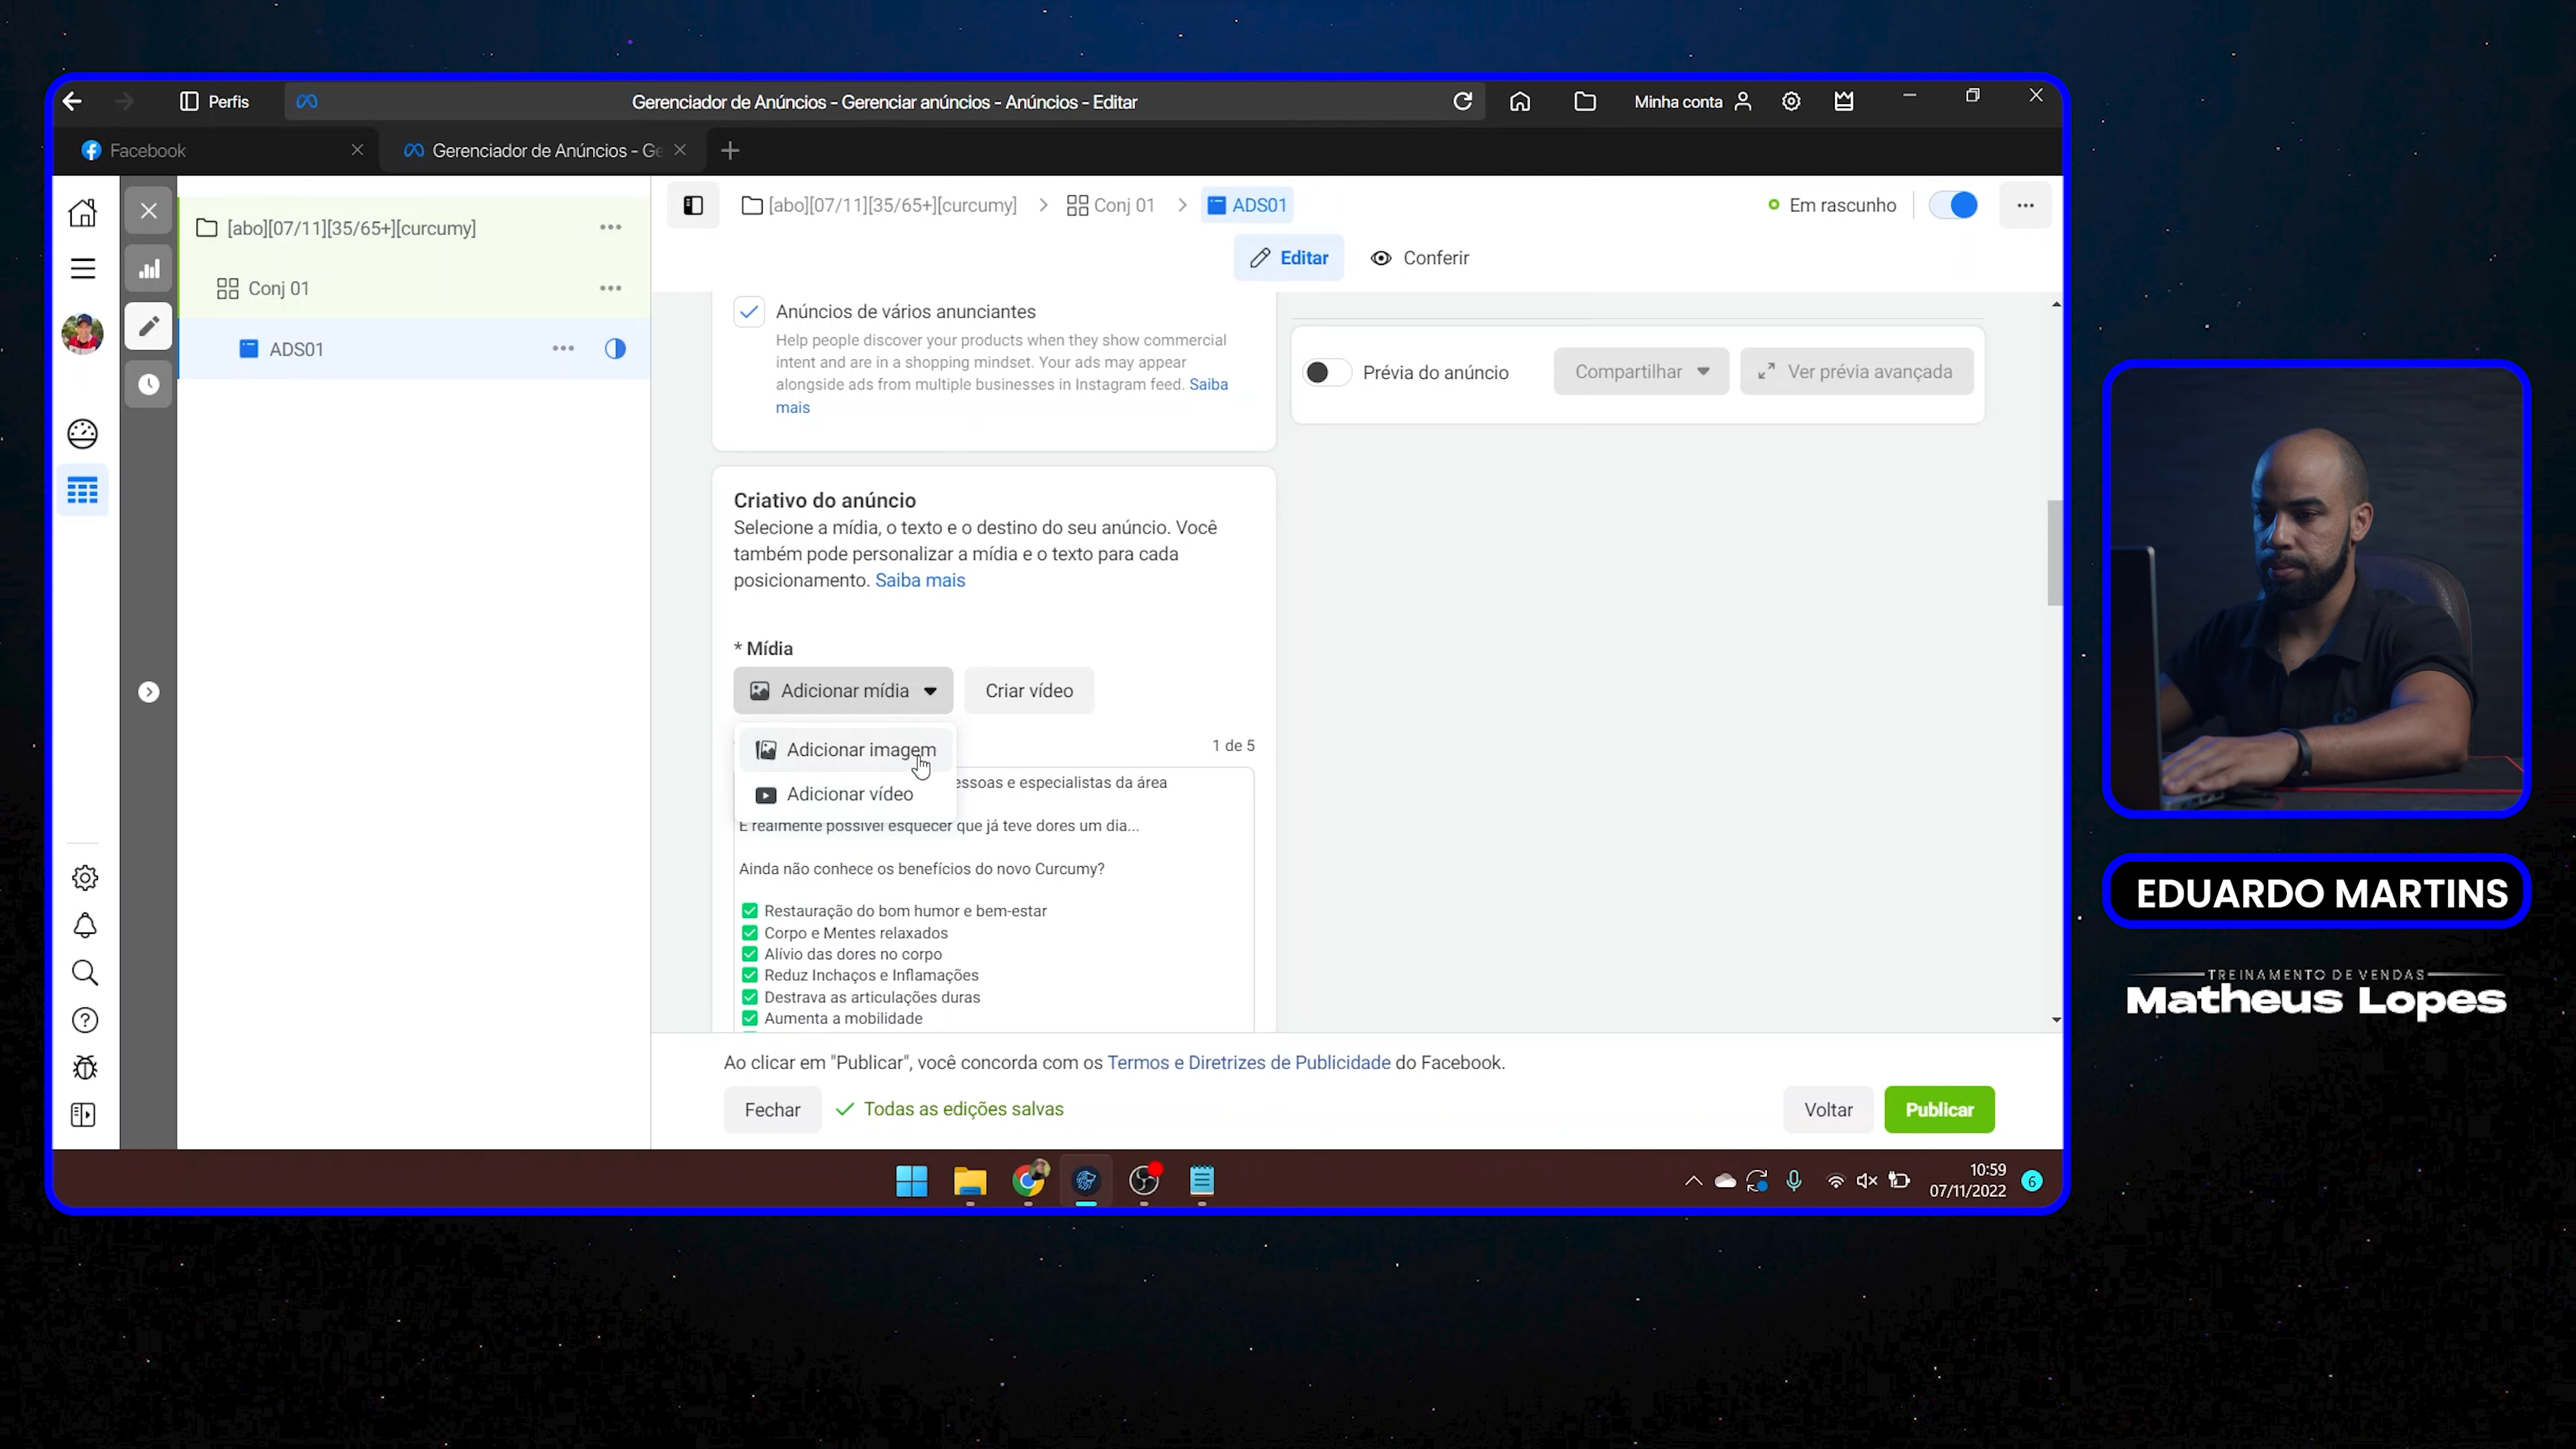 Perfis
Gerenciador de Anúncios - Gerenciar anúncios - Anúncios - Editar
Minha conta
Facebook
Gerenciador de Anúncios - Ge
[abo][07/11][35/65+][curcumy]
Conj 01
ADS01
[abo][07/11][35/65+][curcumy]
Conj 01
ADS01
Em rascunho
Editar
Conferir
Anúncios de vários anunciantes
Help people discover your products when they show commercial
intent and are in a shopping mindset. Your ads may appear
alongside ads from multiple businesses in Instagram feed. Saiba
mais
Prévia do anúncio
Compartilhar
Ver prévia avançada
Criativo do anúncio
Selecione a mídia, o texto e o destino do seu anúncio. Você
também pode personalizar a mídia e o texto para cada
posicionamento. Saiba mais
* Mídia
Adicionar mídia
Criar vídeo
Adicionar imagem
1 de 5
Adicionar vídeo
essoas e especialistas da área
É realmente possível esquecer que já teve dores um dia...
Ainda não conhece os benefícios do novo Curcumy?
Restauração do bom humor e bem-estar
Corpo e Mentes relaxados
Alívio das dores no corpo
Reduz Inchaços e Inflamações
Destrava as articulações duras
Aumenta a mobilidade
Ao clicar em "Publicar", você concorda com os Termos e Diretrizes de Publicidade do Facebook.
Fechar
Todas as edições salvas
Voltar
Publicar
10:59
07/11/2022
6
EDUARDO MARTINS
TREINAMENTO DE VENDAS
Matheus Lopes